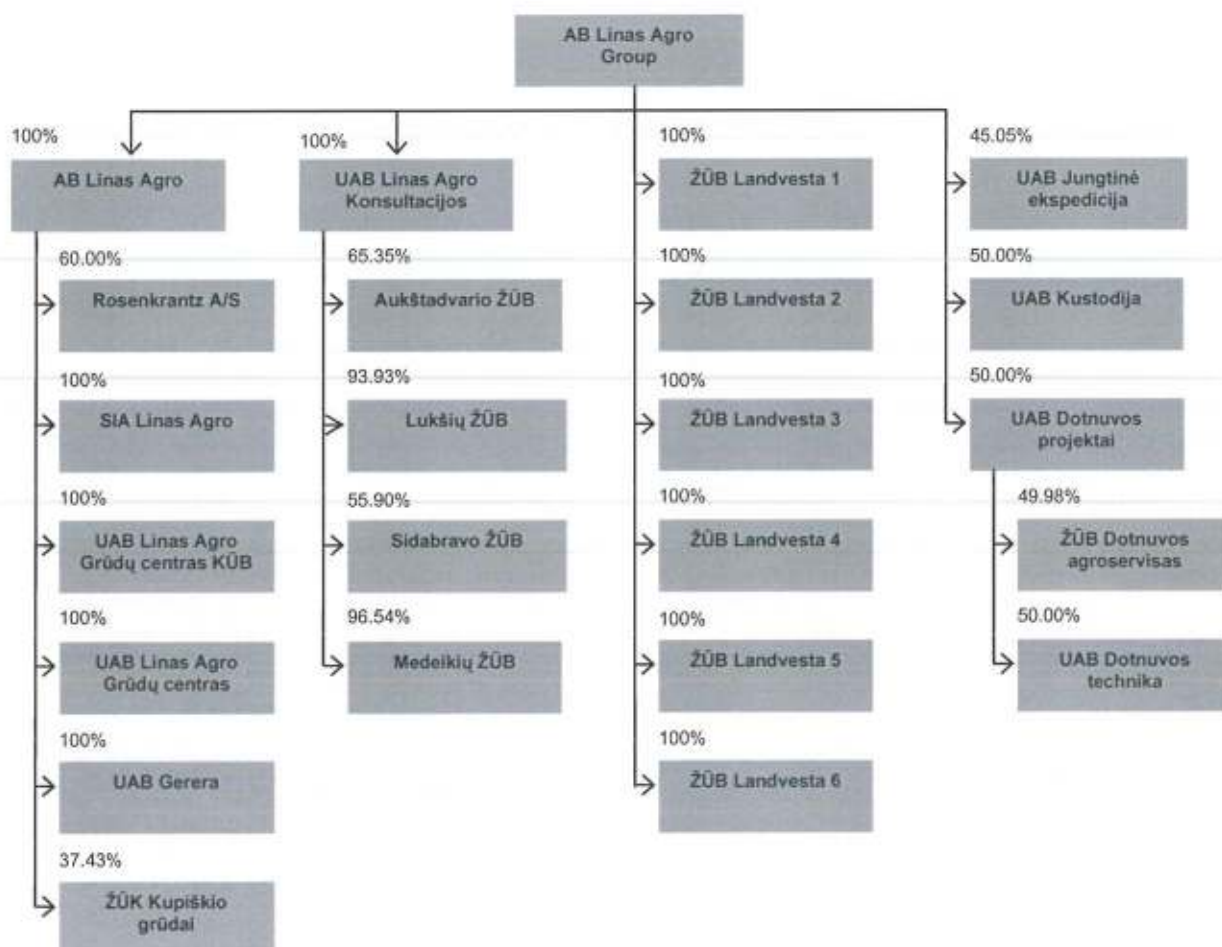 AB Linas Agro
Group
100%
AB Linas Agro
60.00%
Rosenkrantz A/S
100%
SIA Linas Agro
100%
UAB Linas Agro
Grūdų centras KŪB
100%
UAB Linas Agro
Grūdų centras
100%
UAB Gerera
37.43%
ŽŪK Kupiškio
grūdai
100%
UAB Linas Agro
Konsultacijos
65.35%
Aukštadvario ŽŪB
93.93%
Lukšių ŽŪB
55.90%
Sidabravo ŽŪB
96.54%
Medeikių ŽŪB
100%
ŽŪB Landvesta 1
100%
ŽŪB Landvesta 2
100%
ŽŪB Landvesta 3
100%
ŽŪB Landvesta 4
100%
ŽŪB Landvesta 5
100%
ŽŪB Landvesta 6
45.05%
UAB Jungtinė
ekspedicija
50.00%
UAB Kustodija
50.00%
UAB Dotnuvos
projektai
49.98%
ŽŪB Dotnuvos
agroservisas
50.00%
UAB Dotnuvos
technika